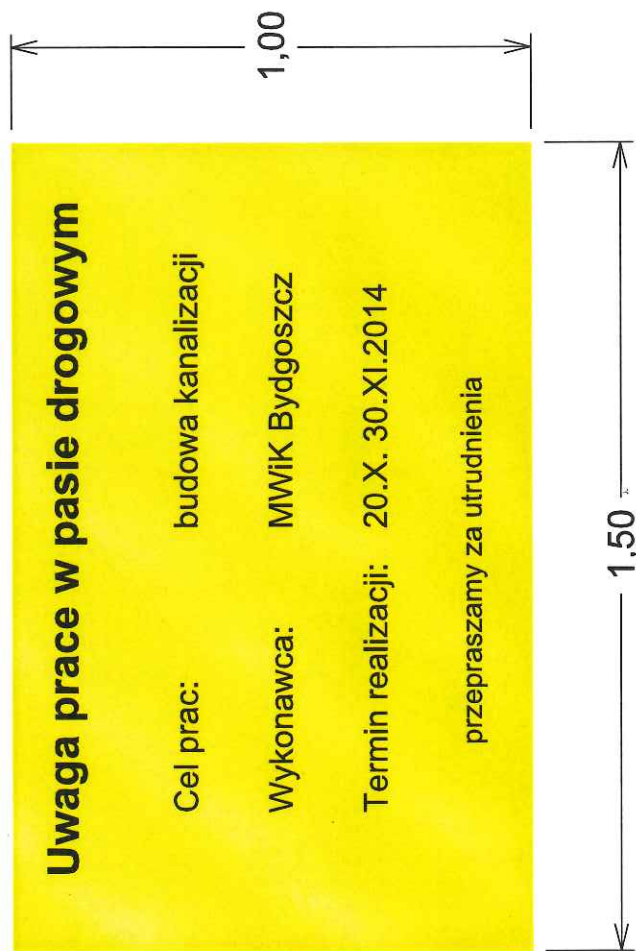 Uwaga prace w pasie drogowym
Cel prac: budowa kanalizacji
Wykonawca: MWiK Bydgoszcz
Termin realizacji: 20.X. 30.XI.2014
przepraszamy za utrudnienia
1,00
1,50